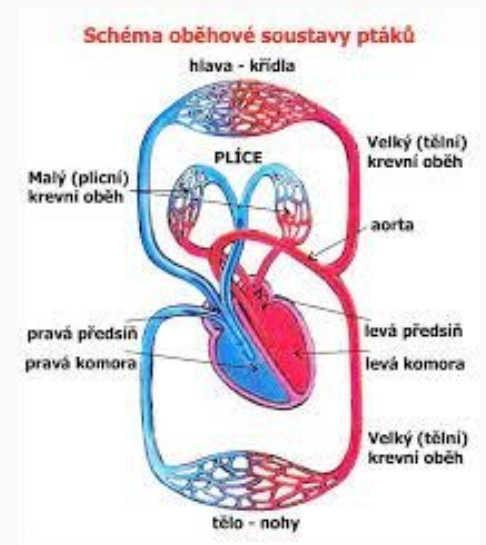 Schéma oběhové soustavy ptáků
hlava - křídla
Velký (tělní)
krevní oběh
PLÍCE
Malý (plicní)
krevní oběh
aorta
pravá předsíň
levá předsíň
pravá komora
levá komora
Velký (tělní)
krevní oběh
tělo - nohy